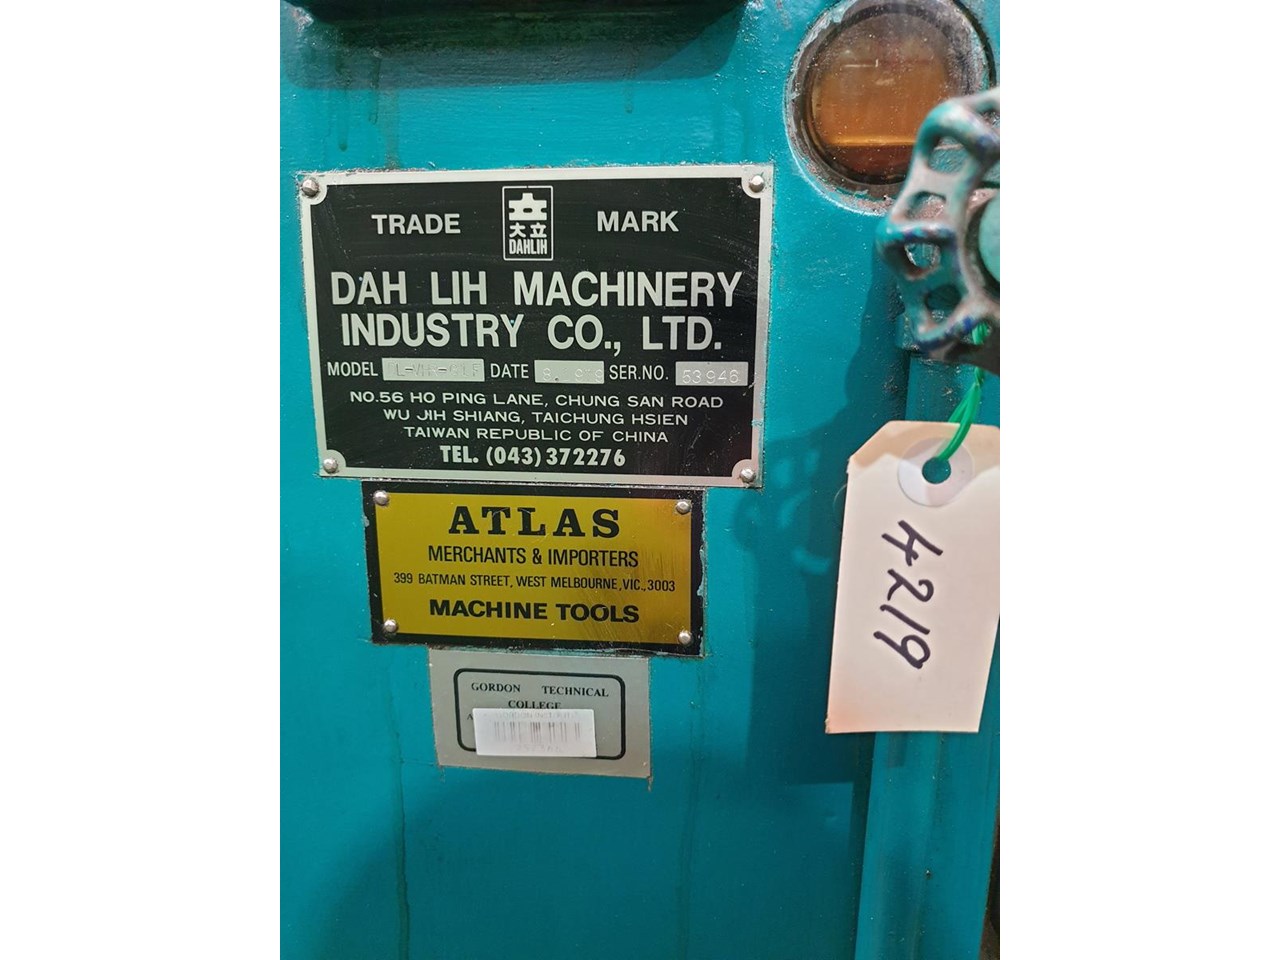 TRADE MARK
大立
DAHLIH
DAH LIH MACHINERY
INDUSTRY CO., LTD.
MODEL DATE SER.NO. 53946
NO.56 HO PING LANE, CHUNG SAN ROAD
WU JIH SHIANG, TAICHUNG HSIEN
TAIWAN REPUBLIC OF CHINA
TEL. (043) 372276
ATLAS
MERCHANTS & IMPORTERS
399 BATMAN STREET, WEST MELBOURNE, VIC., 3003
MACHINE TOOLS
GORDON TECHNICAL
COLLEGE
4219